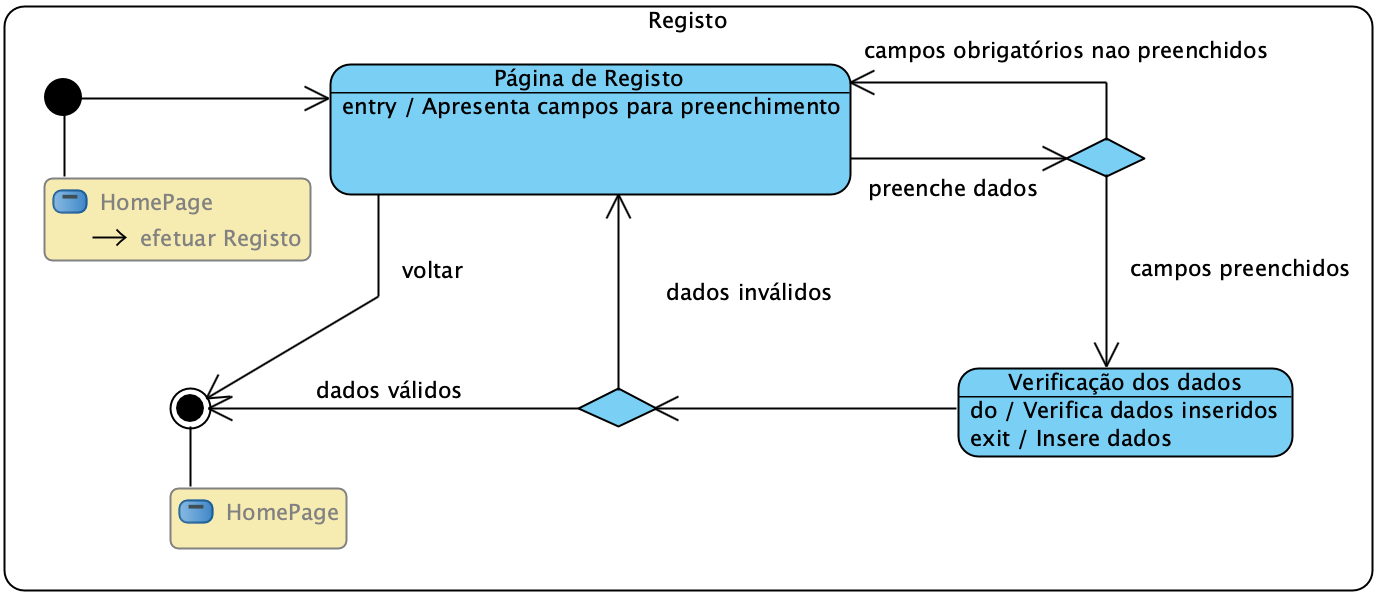 Registo
campos obrigatórios nao preenchidos
Página de Registo
entry / Apresenta campos para preenchimento
preenche dados
HomePage
efetuar Registo
voltar
campos preenchidos
dados inválidos
dados válidos
Verificação dos dados
do / Verifica dados inseridos
exit / Insere dados
HomePage